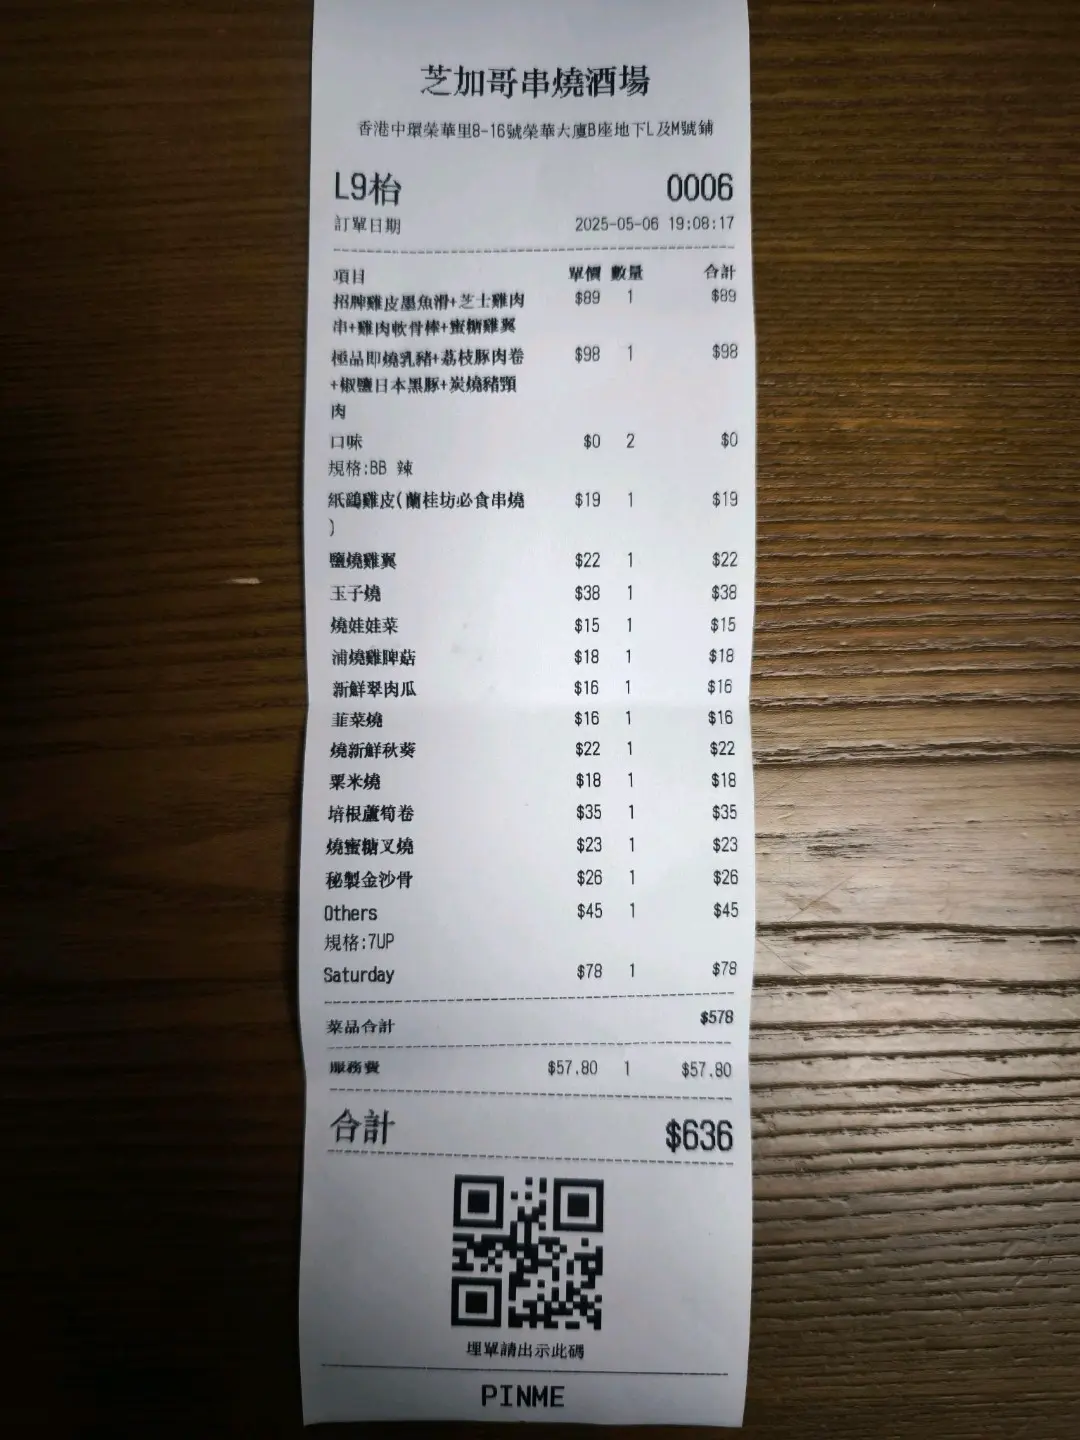 芝加哥串燒酒場
香港中環榮華里8-16號榮華大廈B座地下L及M號鋪
L9枱 0006
訂單日期 2025-05-06 19:08:17
項目 單價 數量 合計
招牌雞皮墨魚滑+芝士雞肉 $89 1 $89
串+雞肉軟骨棒+蜜糖雞翼
極品即燒乳豬+荔枝豚肉卷 $98 1 $98
+椒鹽日本黑豚+炭燒豬頸
肉
口味 $0 2 $0
規格:BB 辣
紙鷂雞皮(蘭桂坊必食串燒 $19 1 $19
)
鹽燒雞翼 $22 1 $22
玉子燒 $38 1 $38
燒娃娃菜 $15 1 $15
浦燒雞脾菇 $18 1 $18
新鮮翠肉瓜 $16 1 $16
韮菜燒 $16 1 $16
燒新鮮秋葵 $22 1 $22
粟米燒 $18 1 $18
培根蘆筍卷 $35 1 $35
燒蜜糖叉燒 $23 1 $23
秘製金沙骨 $26 1 $26
Others $45 1 $45
規格:7UP
Saturday $78 1 $78
菜品合計 $578
服務費 $57.80 1 $57.80
合計 $636
埋單請出示此碼
PINME